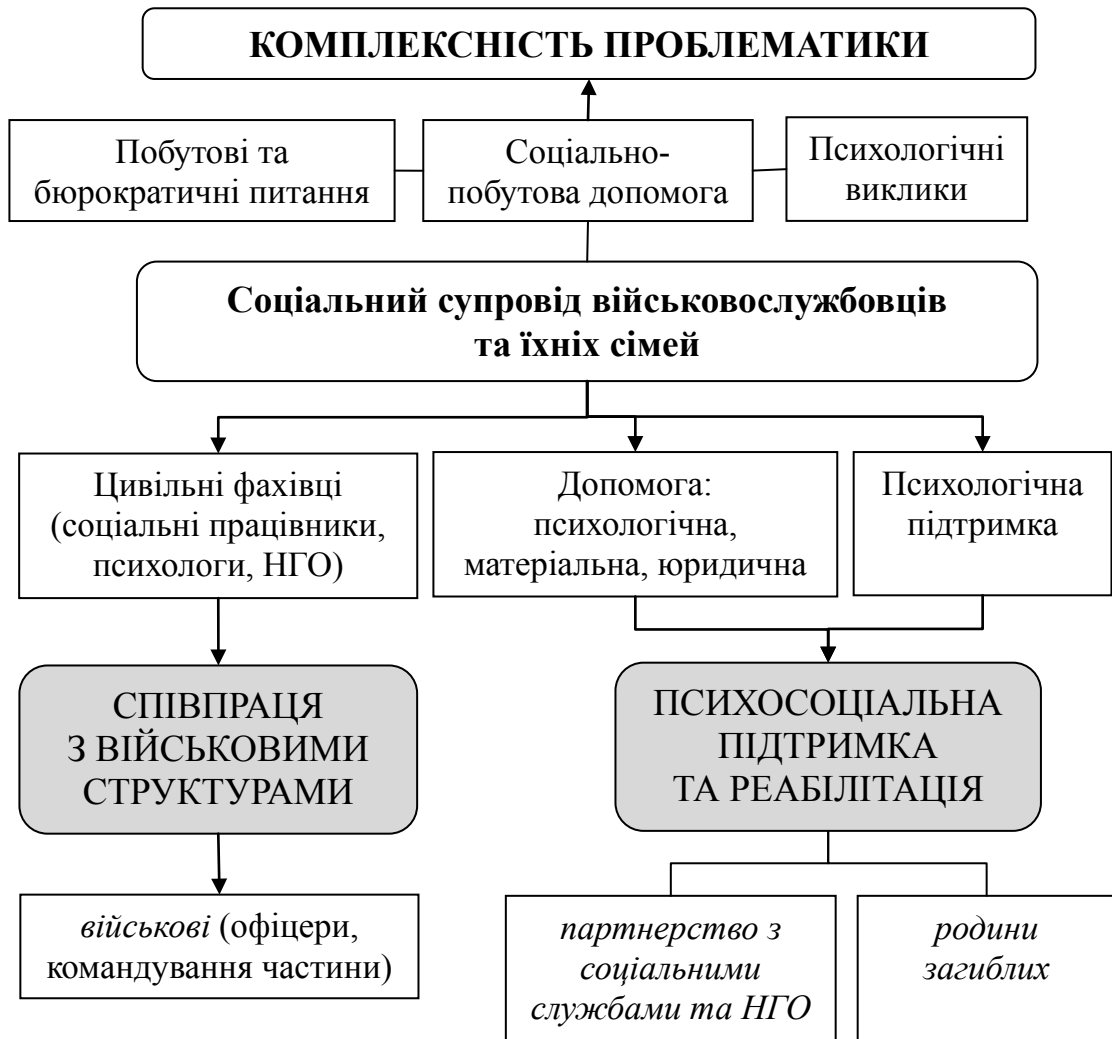 КОМПЛЕКСНІСТЬ ПРОБЛЕМАТИКИ
Побутові та
бюрократичні питання
Соціально-
побутова допомога
Психологічні
виклики
Соціальний супровід військовослужбовців
та їхніх сімей
Цивільні фахівці
(соціальні працівники,
психологи, НГО)
Допомога:
психологічна,
матеріальна, юридична
Психологічна
підтримка
СПІВПРАЦЯ
З ВІЙСЬКОВИМИ
СТРУКТУРАМИ
ПСИХОСОЦІАЛЬНА
ПІДТРИМКА
ТА РЕАБІЛІТАЦІЯ
військові (офіцери,
командування частини)
партнерство з
соціальними
службами та НГО
родини
загиблих